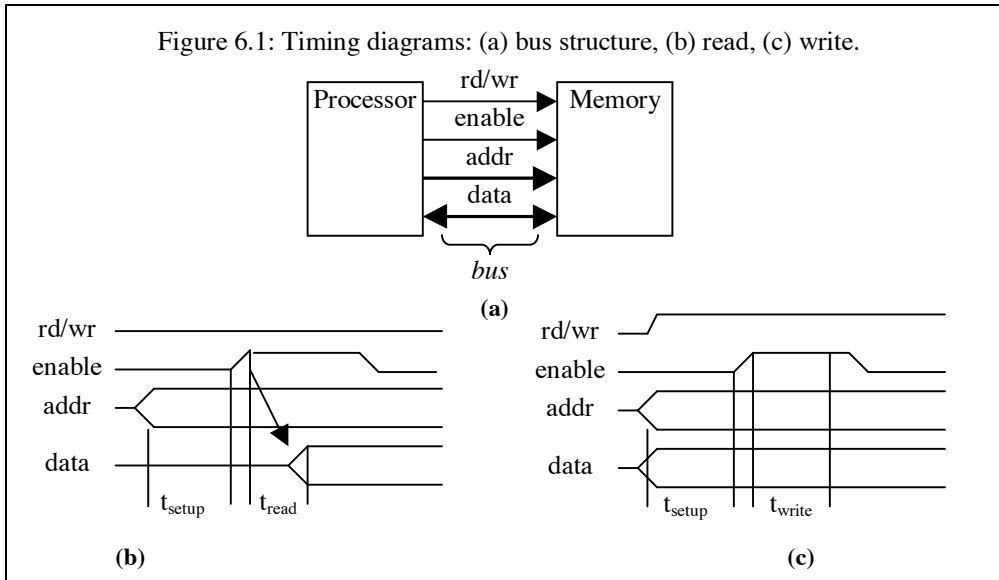 Figure 6.1: Timing diagrams: (a) bus structure, (b) read, (c) write.
Processor
rd/wr
Memory
enable
addr
data
bus
(a)
rd/wr
enable
addr
data
tsetup
tread
(b)
rd/wr
enable
addr
data
tsetup
twrite
(c)